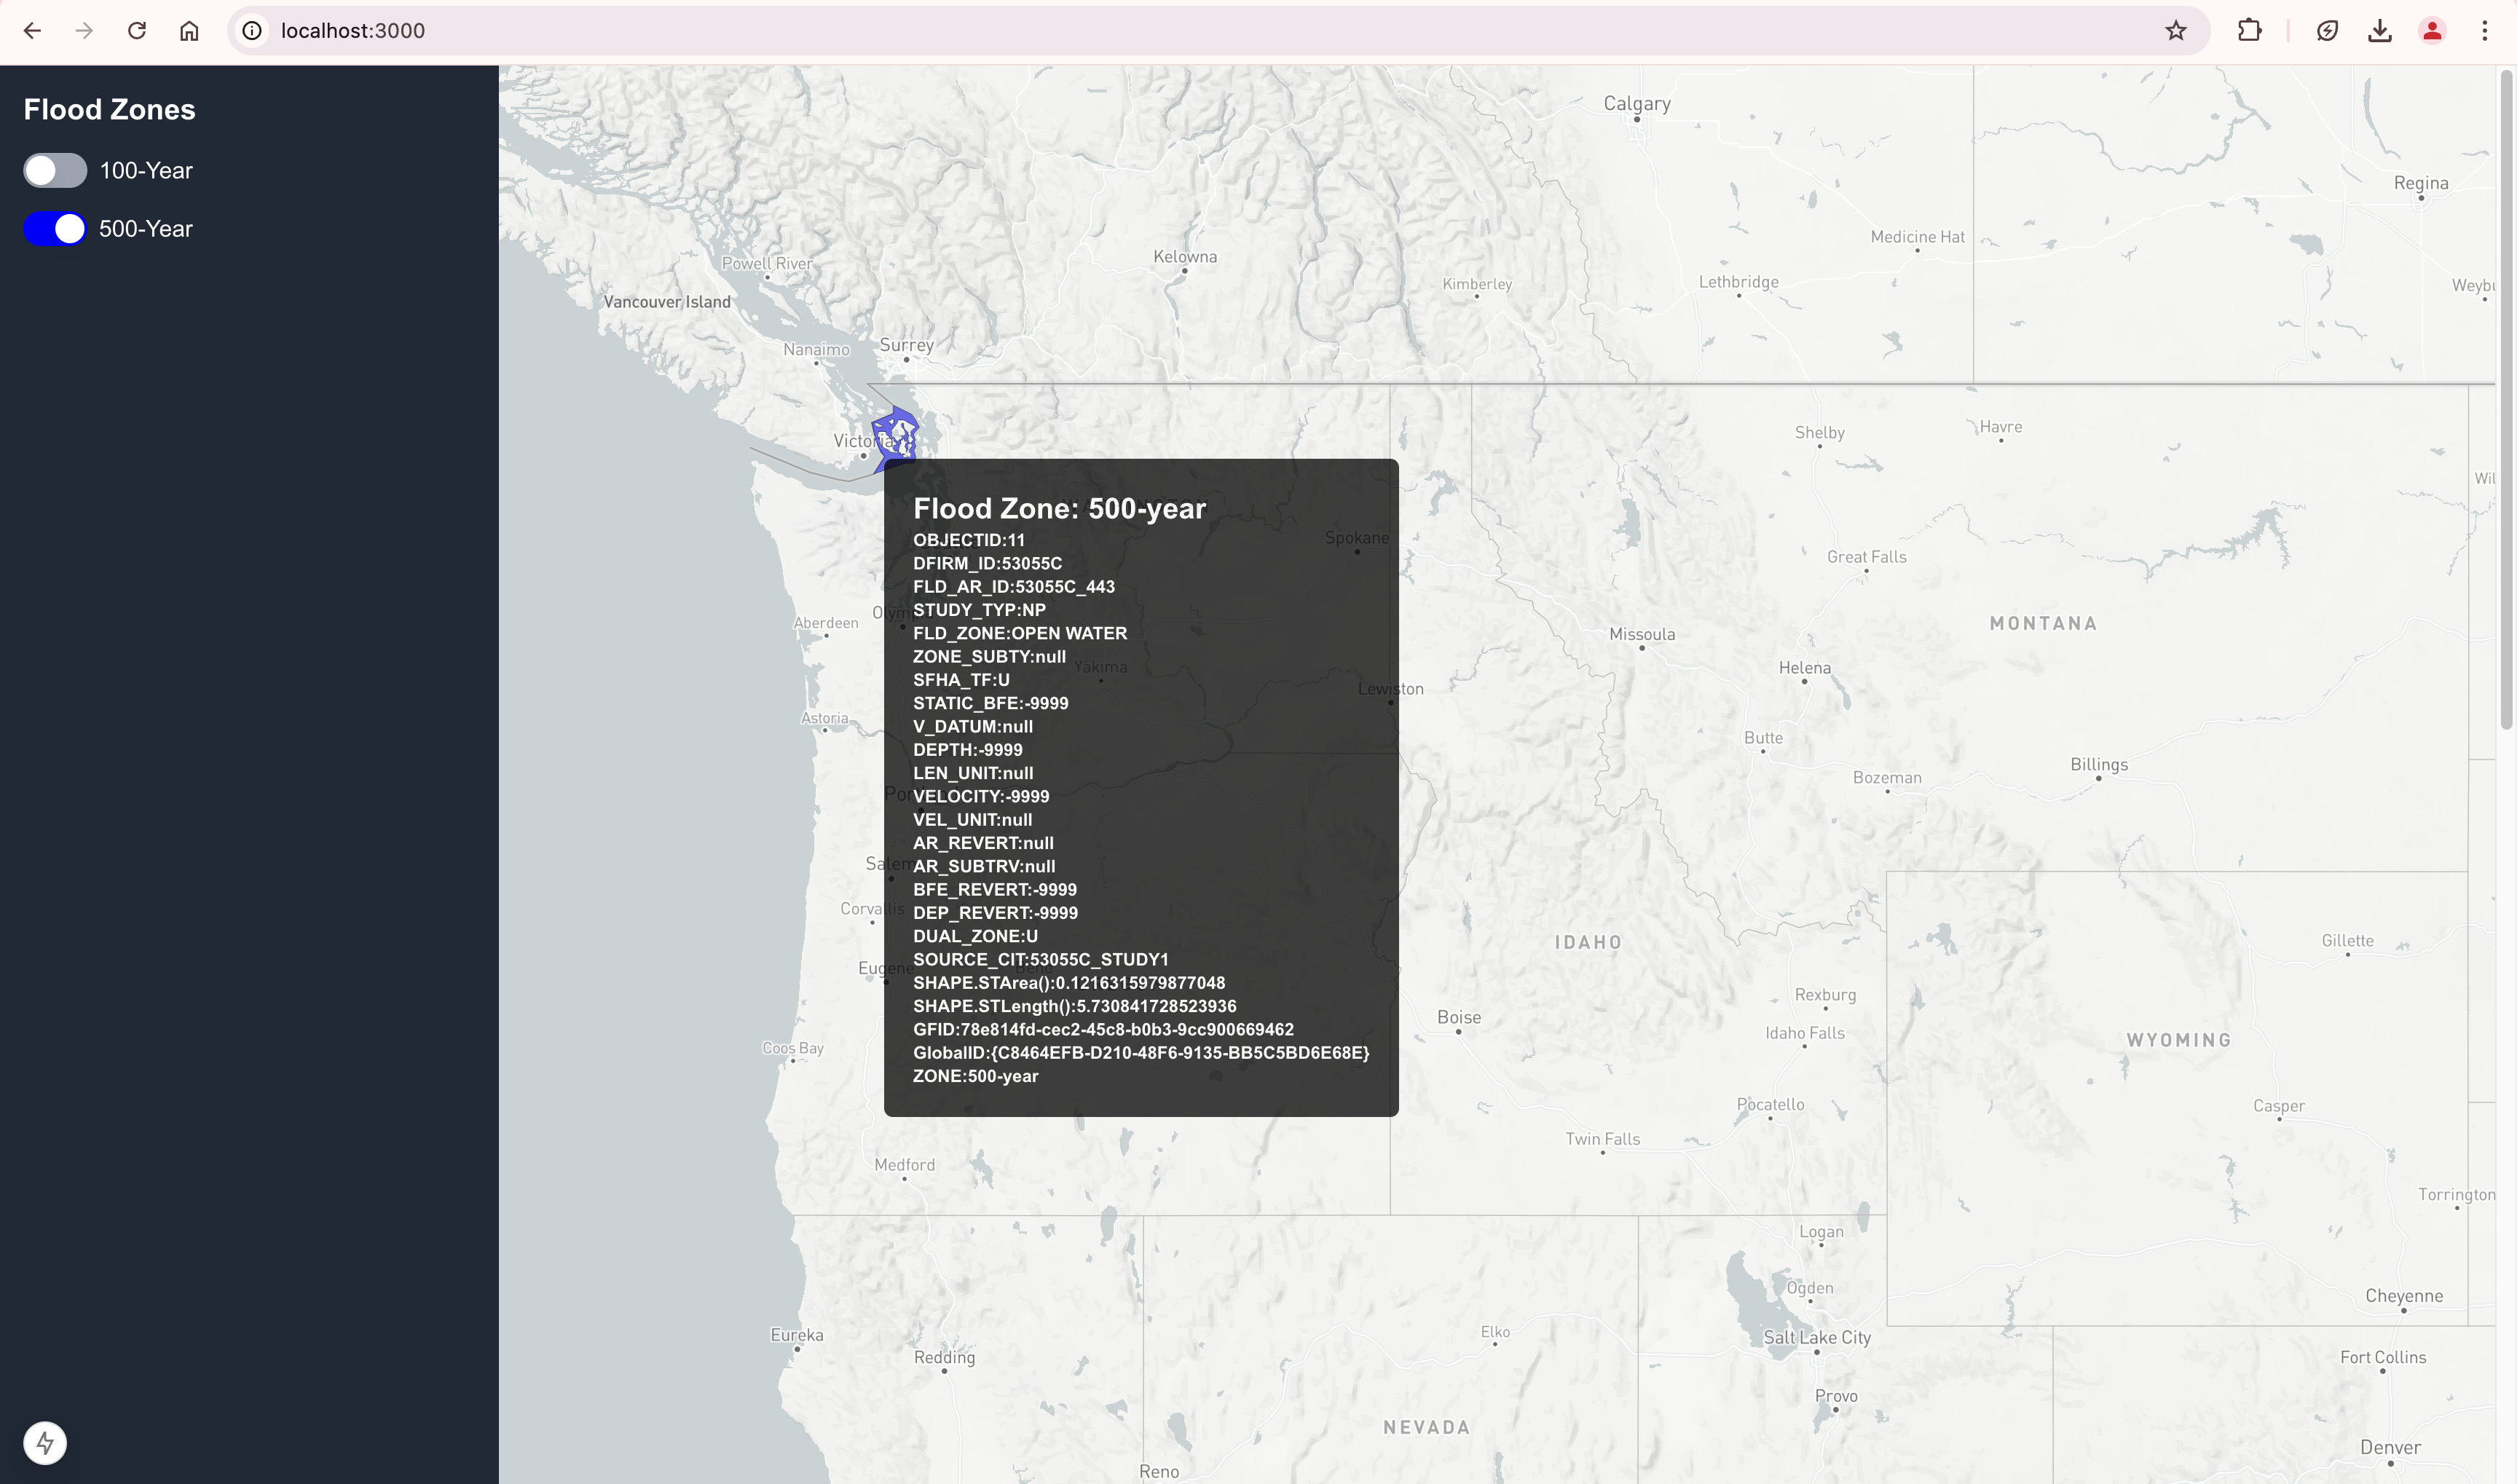 localhost:3000
Flood Zones
100-Year
500-Year
Calgary
Regina
Medicine Hat
Kelowna
Powell River
Lethbridge
Kimberley
Vancouver Island
Surrey
Nanaimo
Havre
Shelby
Victoria
Flood Zone: 500-year
OBJECTID:11
DFIRM_ID:53055C
FLD_AR_ID:53055C_443
STUDY_TYP:NP
FLD_ZONE:OPEN WATER
ZONE_SUBTY:null
SFHA_TF:U
STATIC_BFE:-9999
V_DATUM:null
DEPTH:-9999
LEN_UNIT:null
VELOCITY:-9999
VEL_UNIT:null
AR_REVERT:null
AR_SUBTRV:null
BFE_REVERT:-9999
DEP_REVERT:-9999
DUAL_ZONE:U
SOURCE_CIT:53055C_STUDY1
SHAPE.STArea():0.1216315979877048
SHAPE.STLength():5.730841728523936
GFID:78e814fd-cec2-45c8-b0b3-9cc900669462
GlobalID:{C8464EFB-D210-48F6-9135-BB5C5BD6E68E}
ZONE:500-year
Spokane
Great Falls
Aberdeen
MONTANA
Missoula
Yakima
Helena
Lewiston
Astoria
Butte
Billings
Bozeman
Salem
Corvallis
IDAHO
Gillette
Eugene
Bend
Rexburg
Boise
Idaho Falls
WYOMING
Coos Bay
Pocatello
Casper
Twin Falls
Medford
Torrington
Logan
Ogden
Cheyenne
Eureka
Elko
Salt Lake City
Redding
Fort Collins
Provo
NEVADA
Denver
Reno